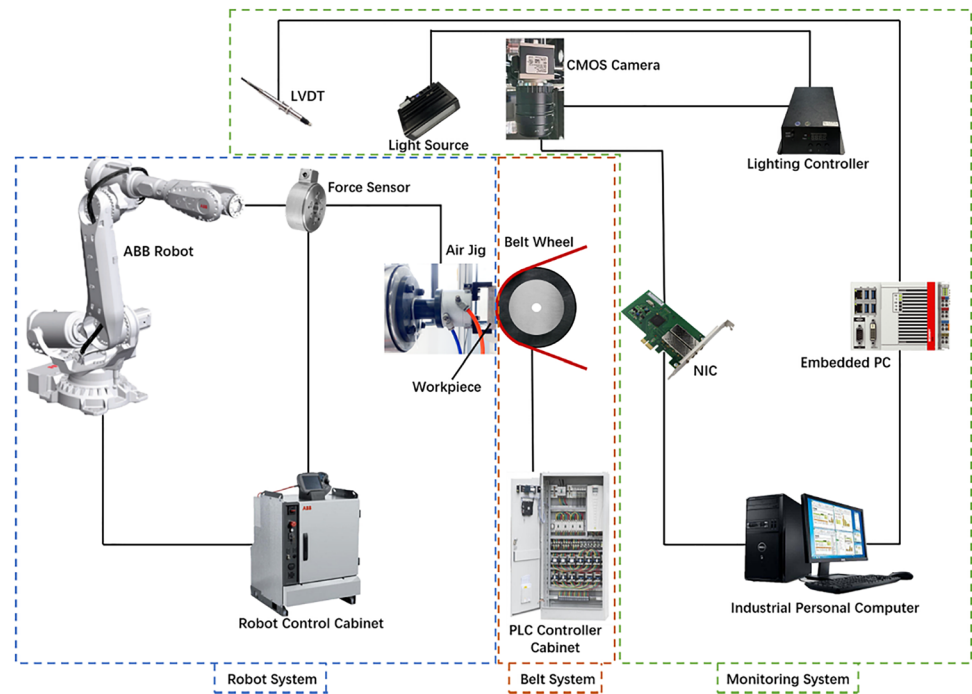 LVDT
Light Source
CMOS Camera
Lighting Controller
ABB Robot
Force Sensor
Air Jig
Belt Wheel
Workpiece
NIC
Embedded PC
ABB
Robot Control Cabinet
PLC Controller
Cabinet
Industrial Personal Computer
Robot System
Belt System
Monitoring System